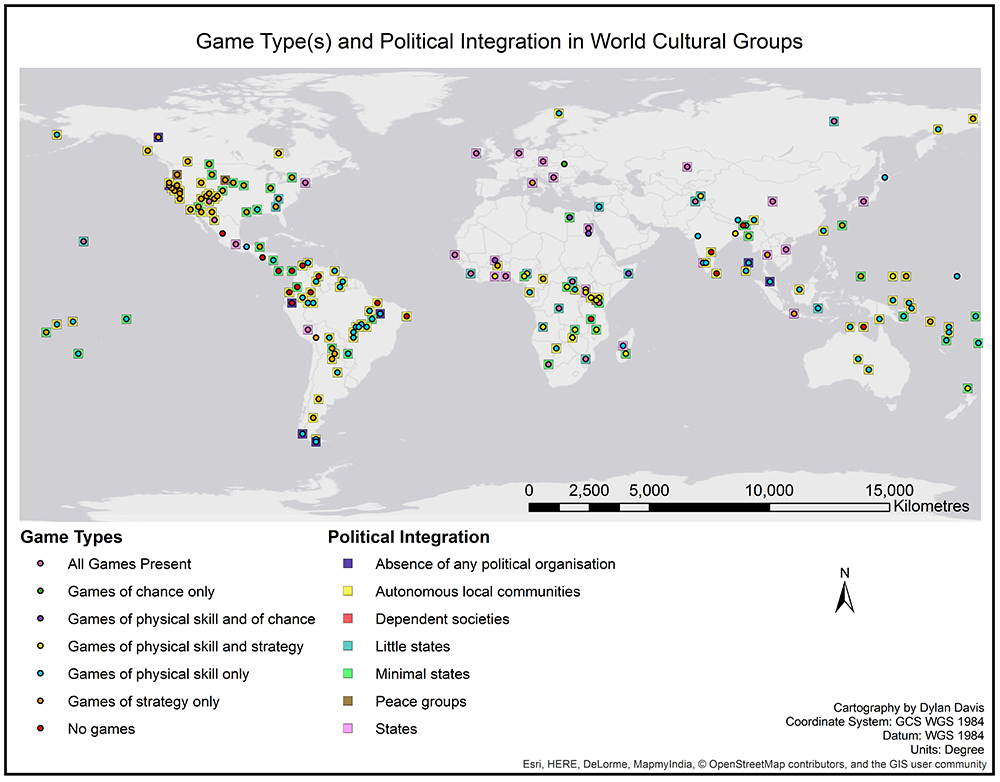 Game Type(s) and Political Integration in World Cultural Groups
0 2,500 5,000 10,000 15,000
Kilometres
Game Types
All Games Present
Games of chance only
Games of physical skill and of chance
Games of physical skill and strategy
Games of physical skill only
Games of strategy only
No games
Political Integration
Absence of any political organisation
Autonomous local communities
Dependent societies
Little states
Minimal states
Peace groups
States
N
Cartography by Dylan Davis
Coordinate System: GCS WGS 1984
Datum: WGS 1984
Units: Degree
Esri, HERE, DeLorme, MapmyIndia, © OpenStreetMap contributors, and the GIS user community